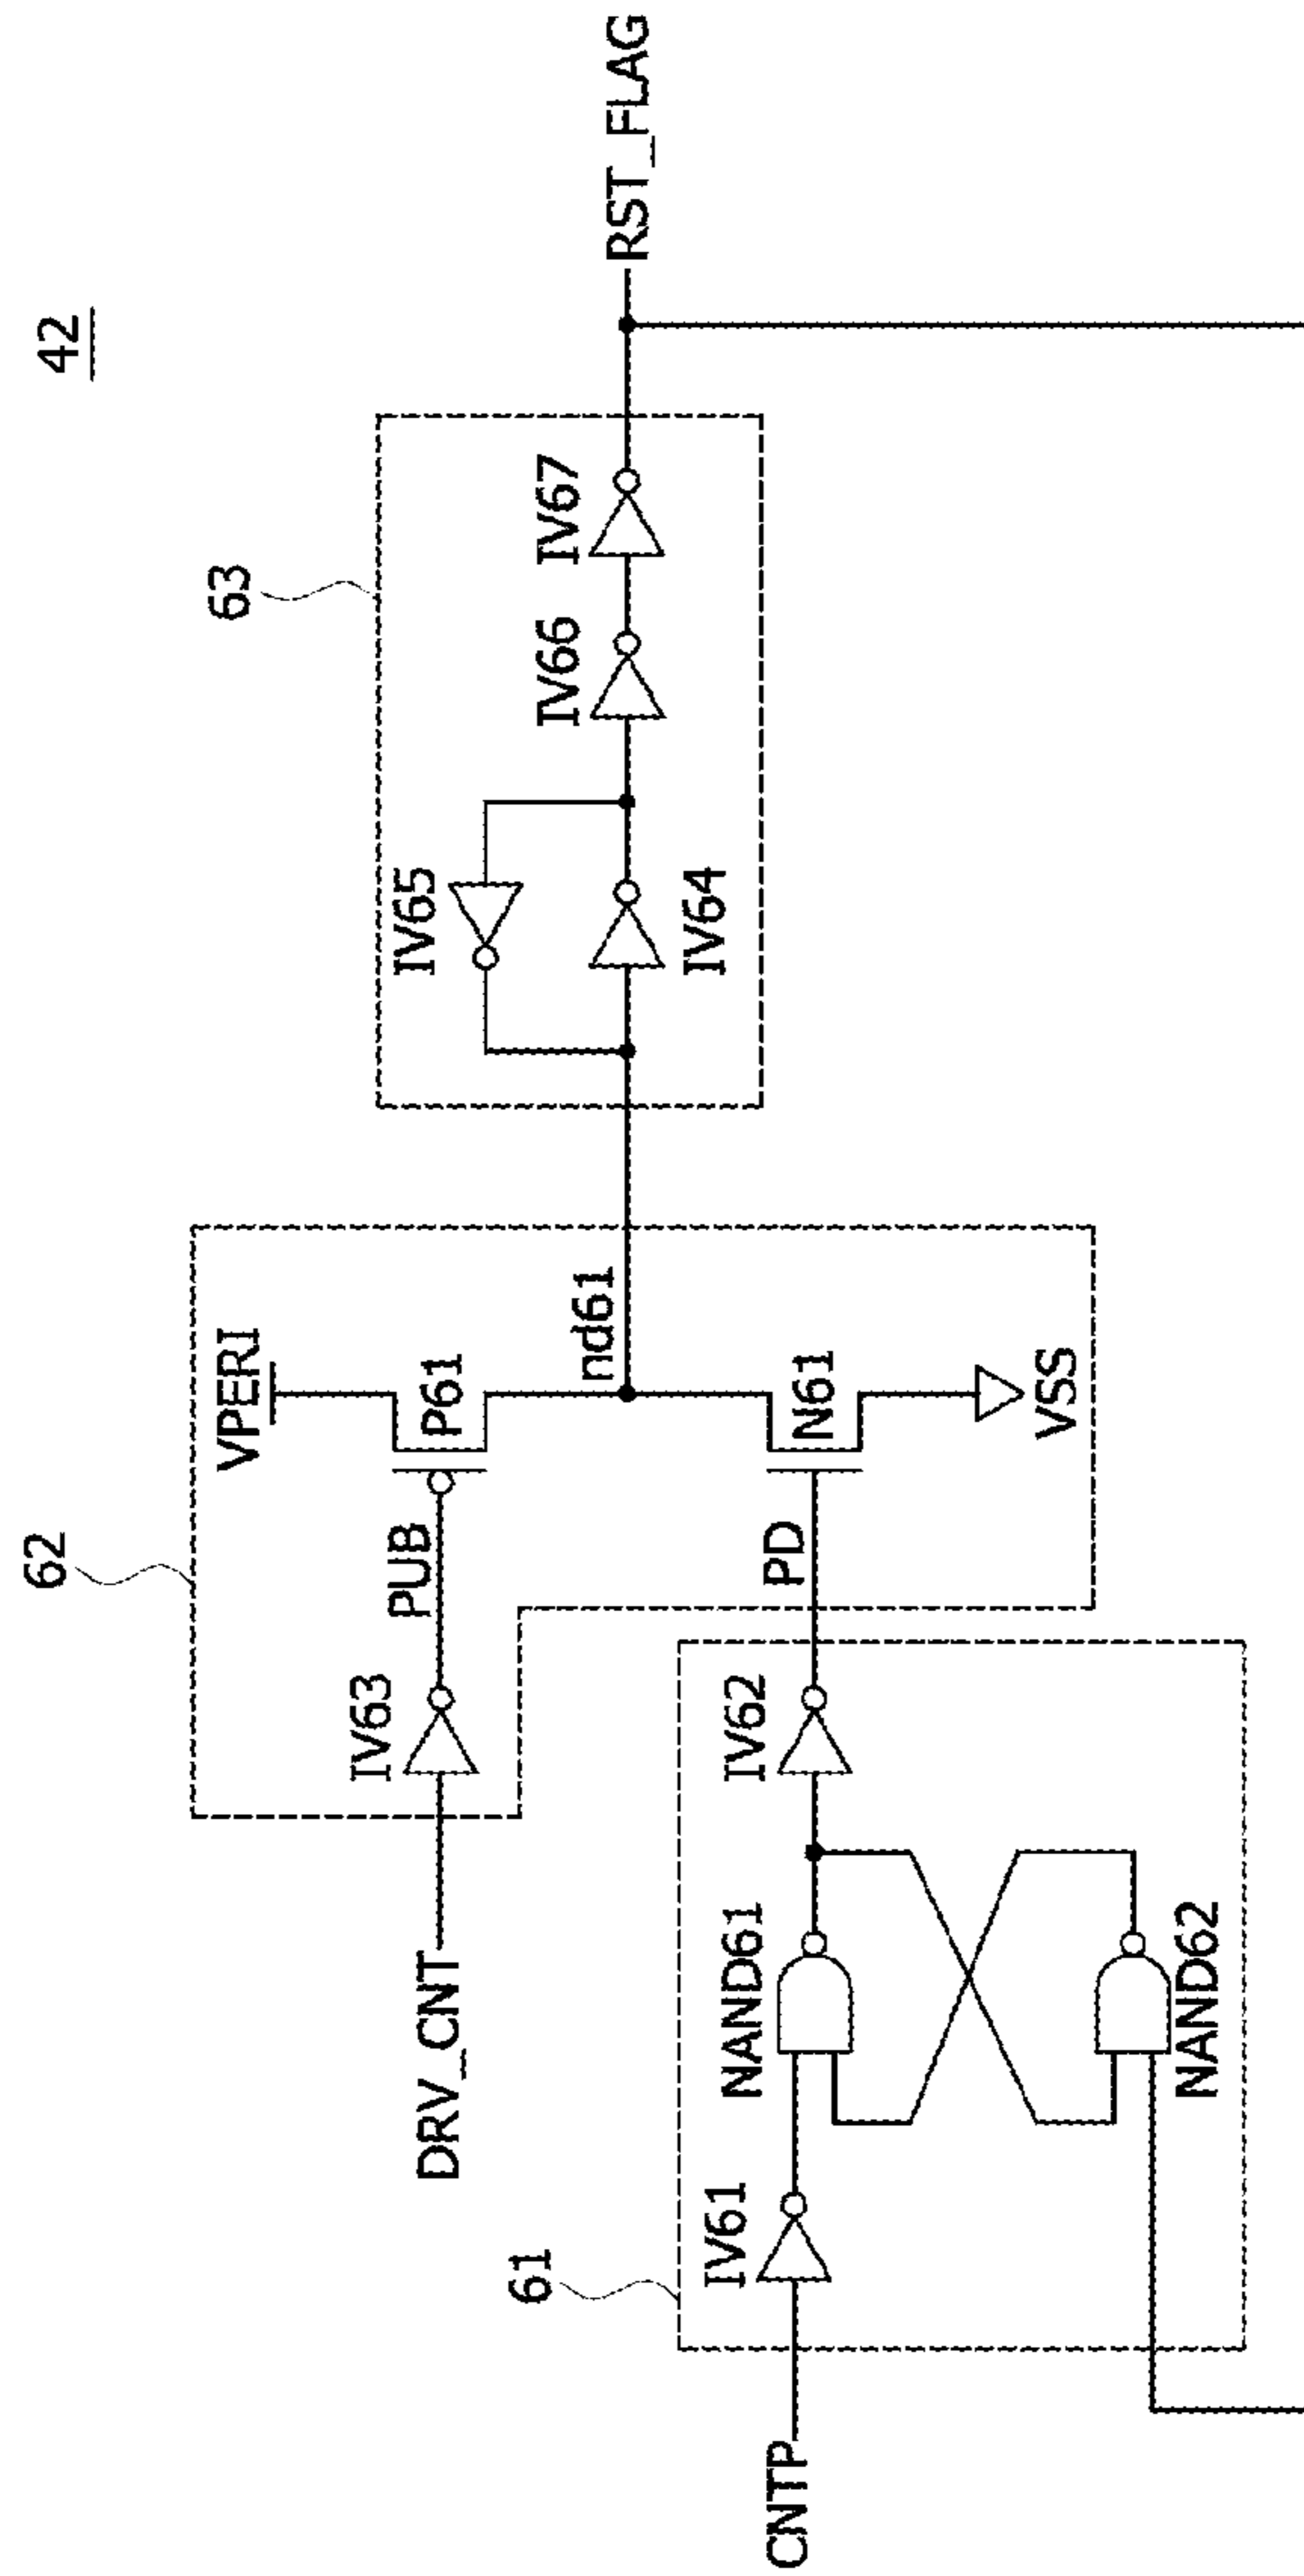 42
62
63
VPERI
IV65
IV66
IV67
IV63
PUB
P61
DRV_CNT
nd61
RST_FLAG
61
IV64
IV61
NAND61
IV62
PD
N61
CNTP
VSS
NAND62